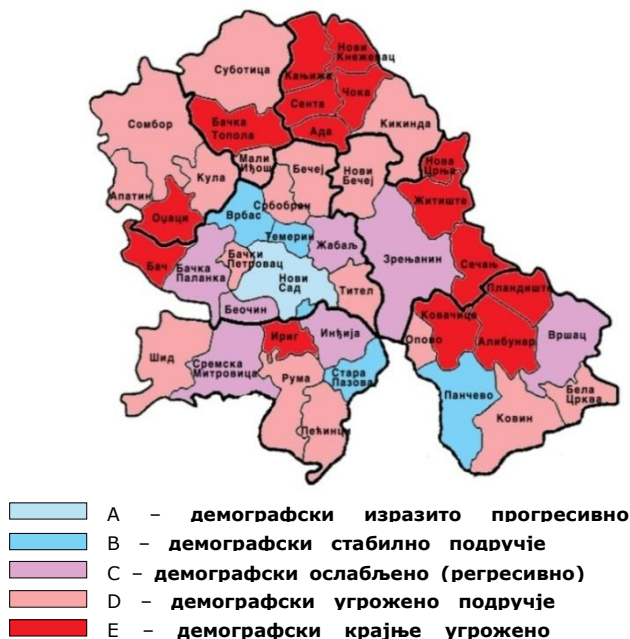 Суботица
Кањижа
Нови
Кнежевац
Чока
Сента
Ада
Бачка
Топола
Сомбор
Кикинда
Мали
Иђош
Бечеј
Нови
Бечеј
Нова
Црња
Кула
Апатин
Оџаци
Врбас
Србобран
Житиште
Темерин
Жабаљ
Зрењанин
Сечањ
Бач
Бачка
Паланка
Бачки
Петровац
Нови
Сад
Тител
Беочин
Пландиште
Ковачица
Опово
Алибунар
Вршац
Шид
Сремска
Митровица
Ириг
Инђија
Рума
Стара
Пазова
Пећинци
Панчево
Ковин
Бела
Црква
A – демографски изразито прогресивно
B – демографски стабилно подручје
C – демографски ослабљено (регресивно)
D – демографски угрожено подручје
E – демографски крајње угрожено